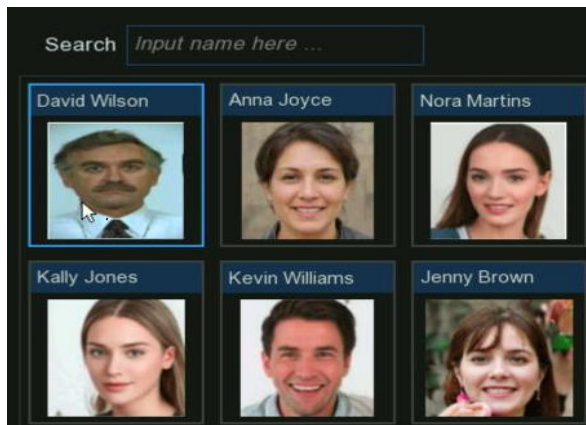 Search Input name here ...
David Wilson
Anna Joyce
Nora Martins
Kally Jones
Kevin Williams
Jenny Brown